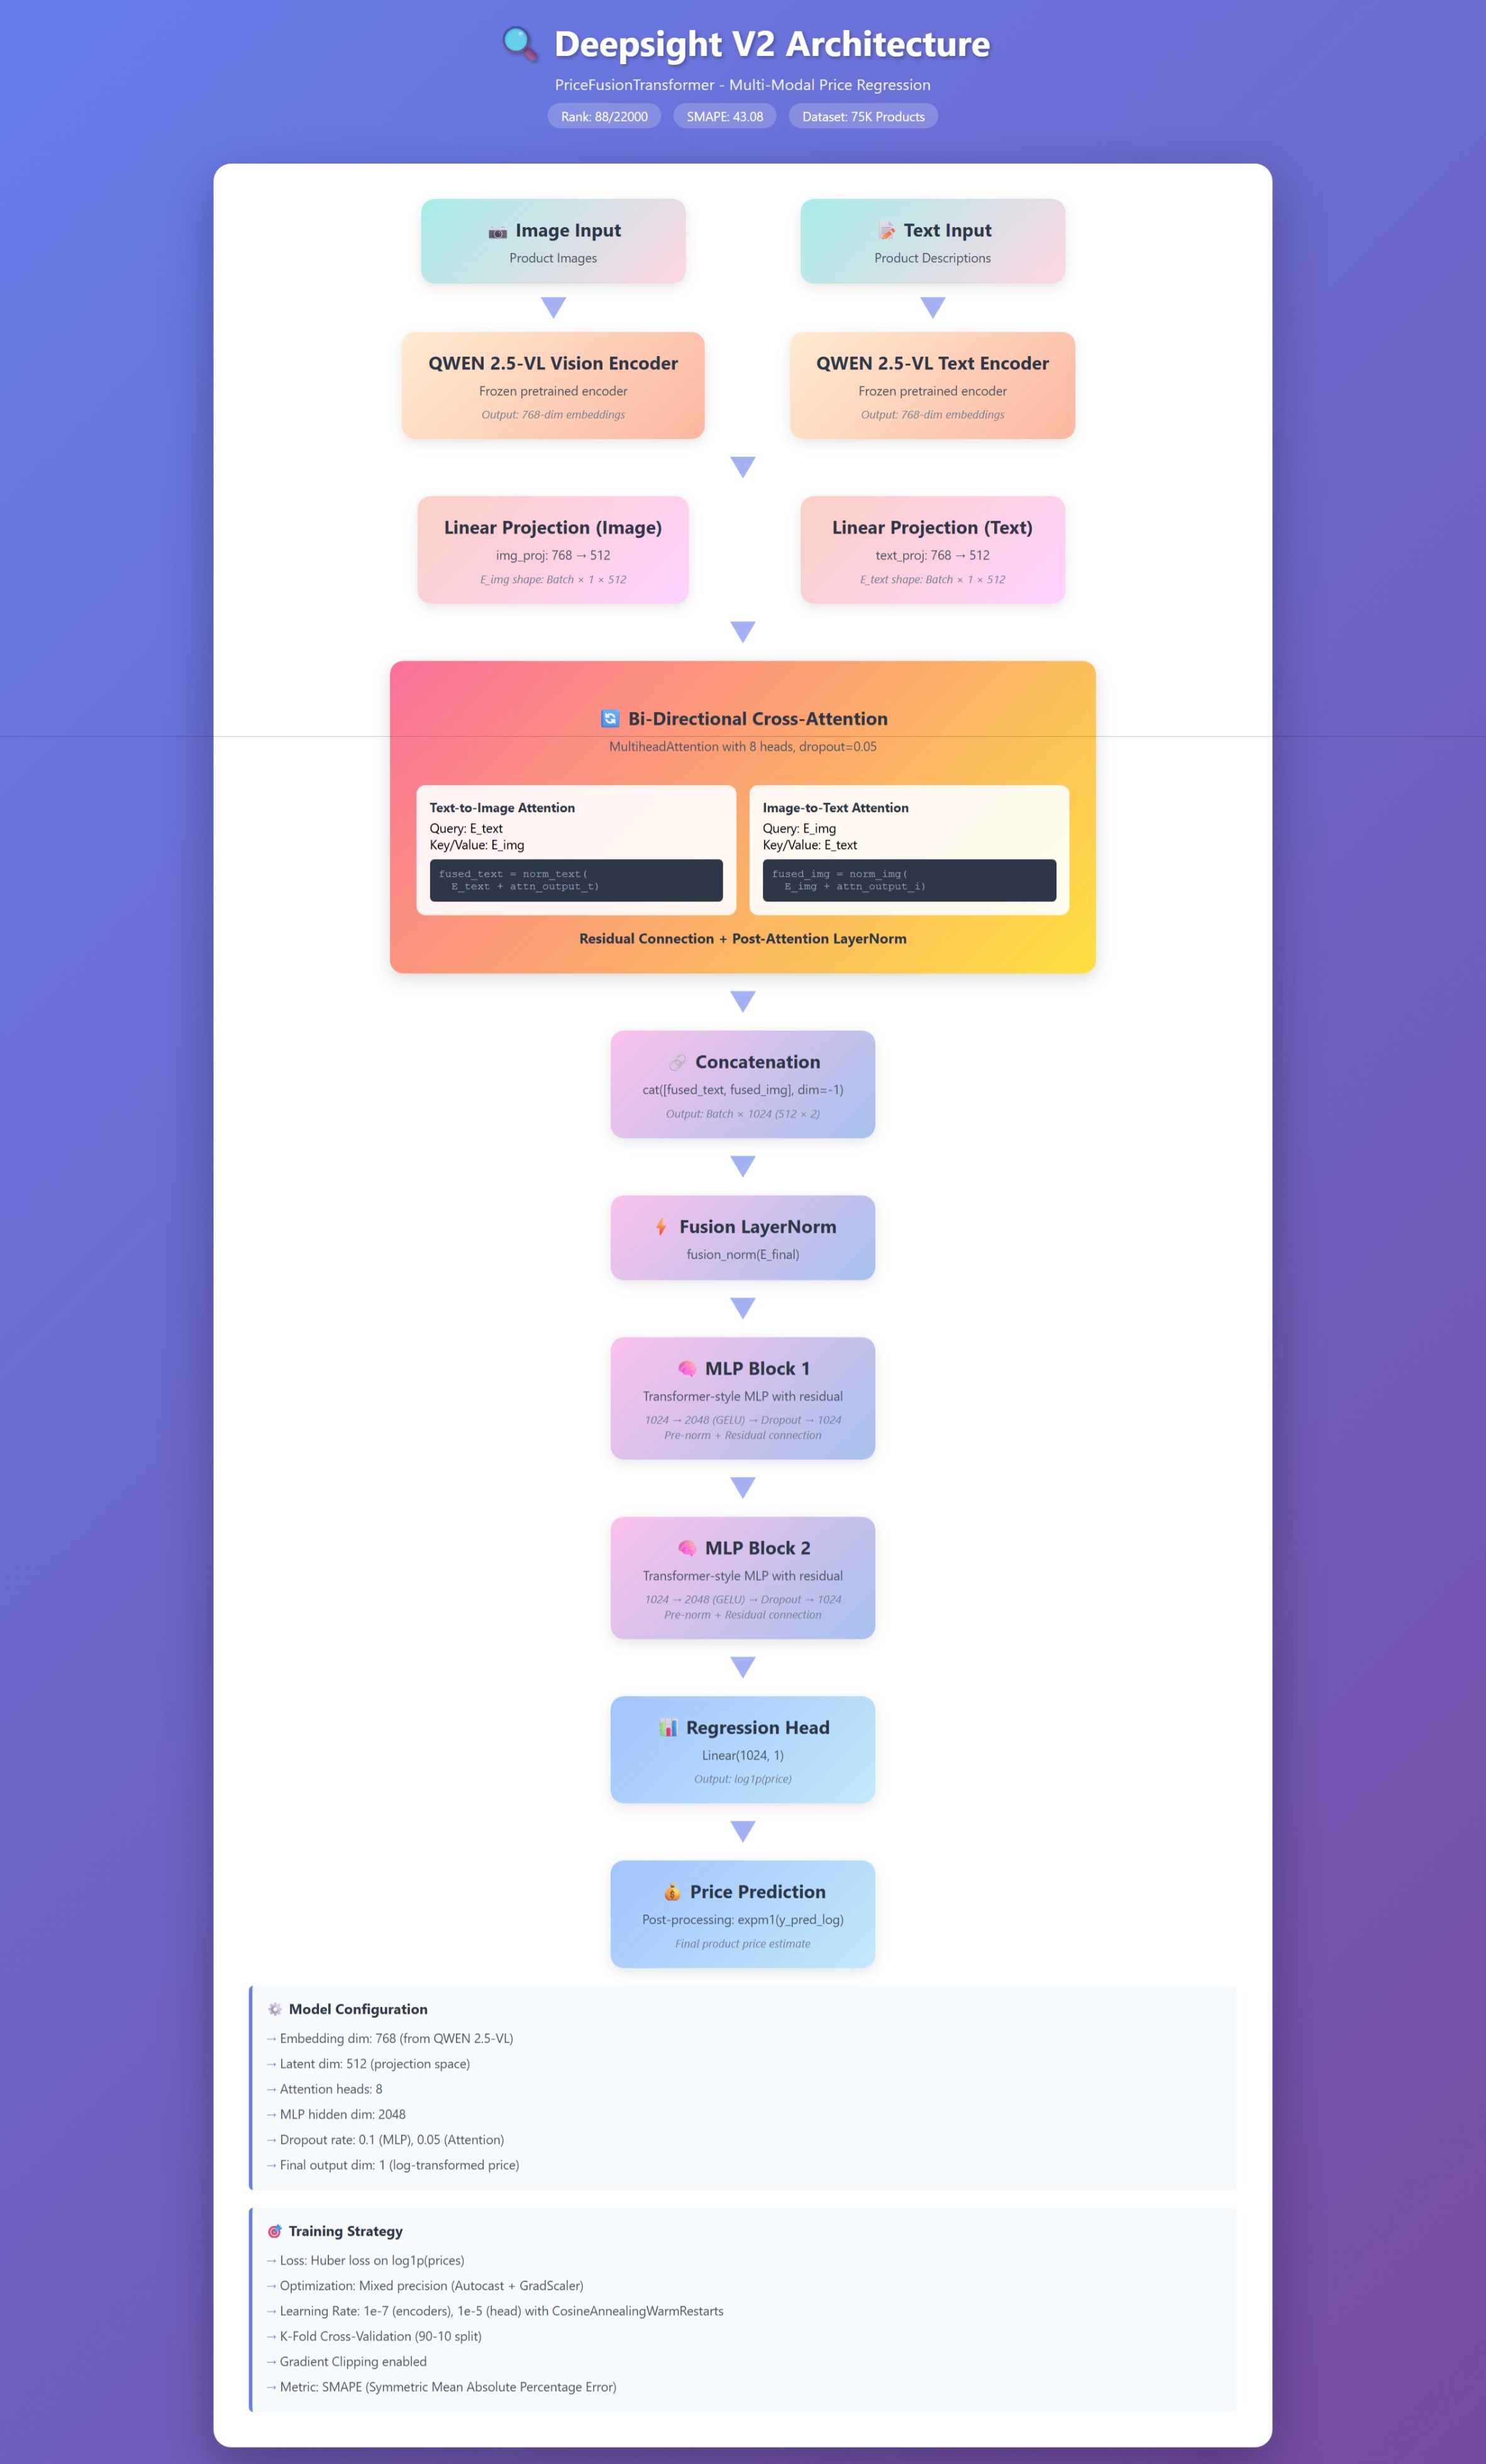 Deepsight V2 Architecture
PriceFusionTransformer - Multi-Modal Price Regression
Rank: 88/22000
SMAPE: 43.08
Dataset: 75K Products
Image Input
Product Images
Text Input
Product Descriptions
QWEN 2.5-VL Vision Encoder
Frozen pretrained encoder
Output: 768-dim embeddings
QWEN 2.5-VL Text Encoder
Frozen pretrained encoder
Output: 768-dim embeddings
Linear Projection (Image)
img_proj: 768 → 512
E_img shape: Batch × 1 × 512
Linear Projection (Text)
text_proj: 768 → 512
E_text shape: Batch × 1 × 512
Bi-Directional Cross-Attention
MultiheadAttention with 8 heads, dropout=0.05
Text-to-Image Attention
Query: E_text
Key/Value: E_img
fused_text = norm_text(
E_text + attn_output_t)
Image-to-Text Attention
Query: E_img
Key/Value: E_text
fused_img = norm_img(
E_img + attn_output_i)
Residual Connection + Post-Attention LayerNorm
Concatenation
cat([fused_text, fused_img], dim=-1)
Output: Batch × 1024 (512 × 2)
Fusion LayerNorm
fusion_norm(E_final)
MLP Block 1
Transformer-style MLP with residual
1024 → 2048 (GELU) → Dropout → 1024
Pre-norm + Residual connection
MLP Block 2
Transformer-style MLP with residual
1024 → 2048 (GELU) → Dropout → 1024
Pre-norm + Residual connection
Regression Head
Linear(1024, 1)
Output: log1p(price)
Price Prediction
Post-processing: expm1(y_pred_log)
Final product price estimate
Model Configuration
→ Embedding dim: 768 (from QWEN 2.5-VL)
→ Latent dim: 512 (projection space)
→ Attention heads: 8
→ MLP hidden dim: 2048
→ Dropout rate: 0.1 (MLP), 0.05 (Attention)
→ Final output dim: 1 (log-transformed price)
Training Strategy
→ Loss: Huber loss on log1p(prices)
→ Optimization: Mixed precision (Autocast + GradScaler)
→ Learning Rate: 1e-7 (encoders), 1e-5 (head) with CosineAnnealingWarmRestarts
→ K-Fold Cross-Validation (90-10 split)
→ Gradient Clipping enabled
→ Metric: SMAPE (Symmetric Mean Absolute Percentage Error)